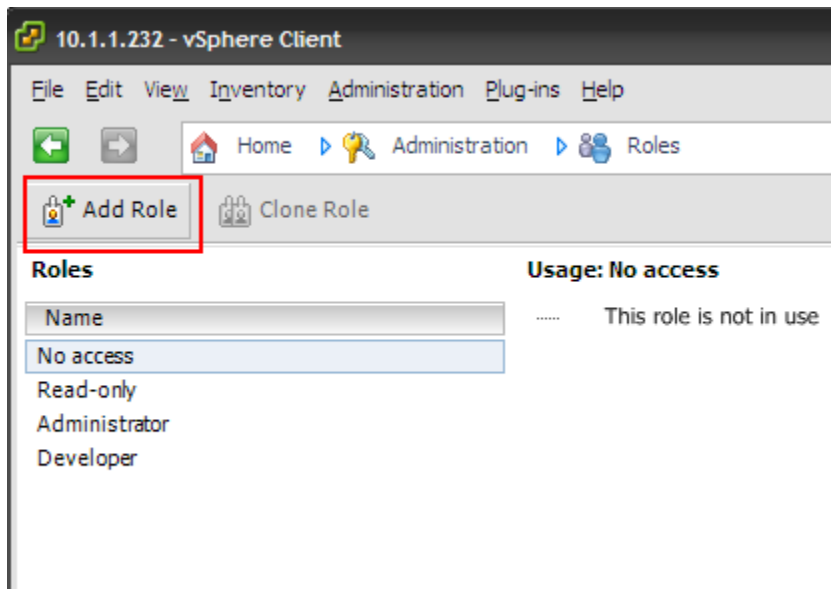 10.1.1.232 - vSphere Client
File Edit View Inventory Administration Plug-ins Help
Home Administration Roles
Add Role Clone Role
Roles Usage: No access
Name This role is not in use
No access
Read-only
Administrator
Developer